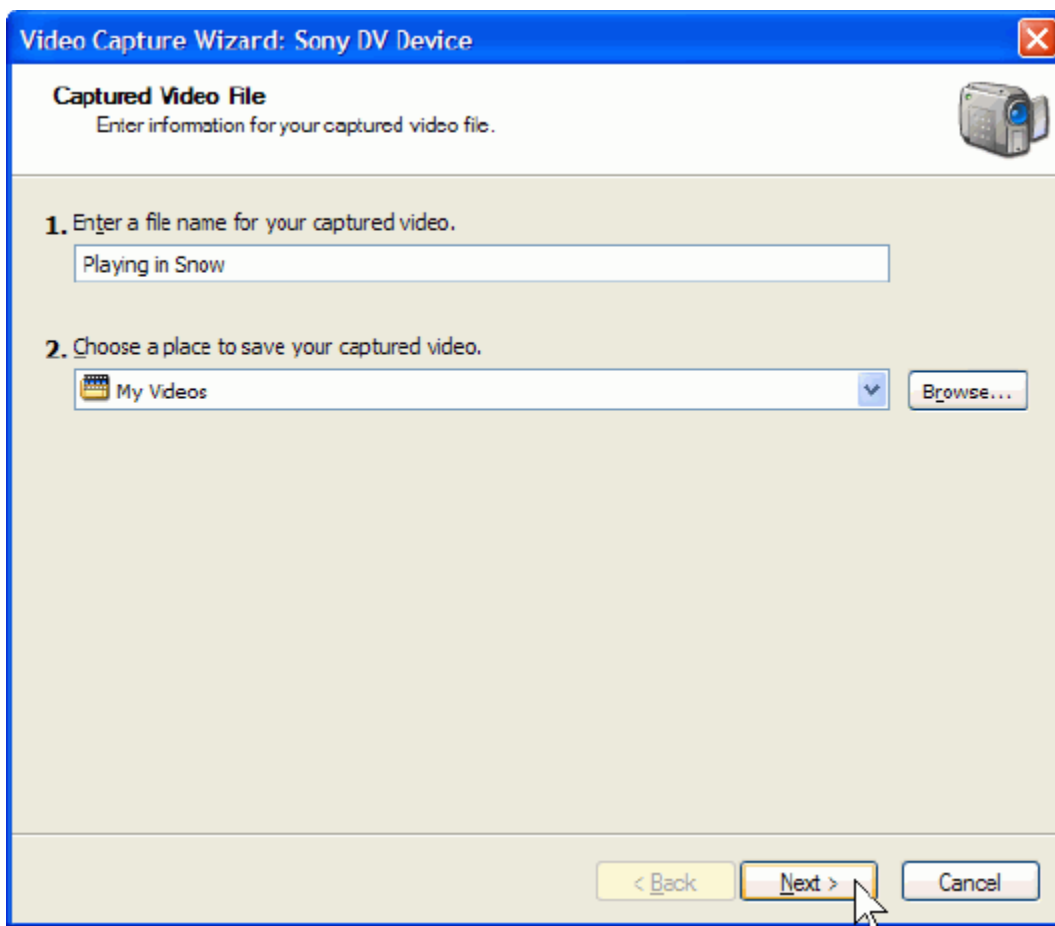 Video Capture Wizard: Sony DV Device
Captured Video File
Enter information for your captured video file.
1. Enter a file name for your captured video.
Playing in Snow
2. Choose a place to save your captured video.
My Videos
Browse...
< Back
Next >
Cancel